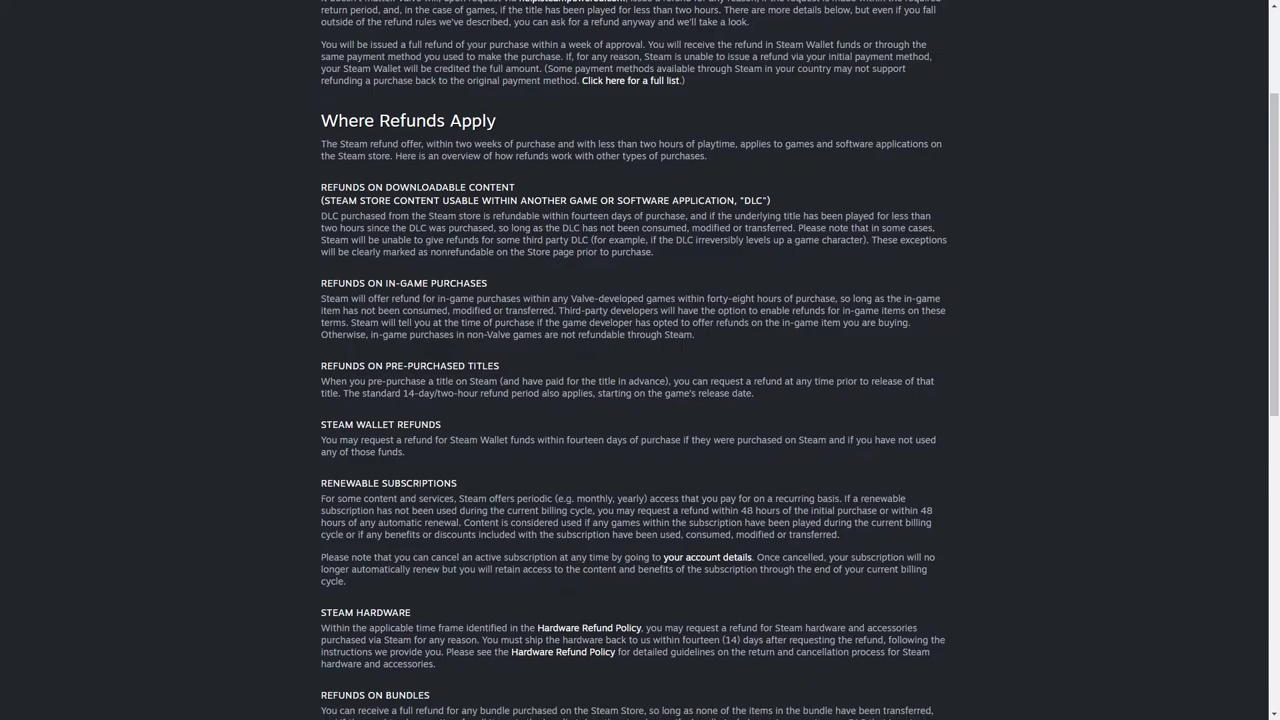 return period, and, in the case of games, if the title has been played for less than two hours. There are more details below, but even if you fall
outside of the refund rules we've described, you can ask for a refund anyway and we'll take a look.
You will be issued a full refund of your purchase within a week of approval. You will receive the refund in Steam Wallet funds or through the
same payment method you used to make the purchase. If, for any reason, Steam is unable to issue a refund via your initial payment method,
your Steam Wallet will be credited the full amount. (Some payment methods available through Steam in your country may not support
refunding a purchase back to the original payment method. Click here for a full list.)
Where Refunds Apply
The Steam refund offer, within two weeks of purchase and with less than two hours of playtime, applies to games and software applications on
the Steam store. Here is an overview of how refunds work with other types of purchases.
REFUNDS ON DOWNLOADABLE CONTENT
(STEAM STORE CONTENT USABLE WITHIN ANOTHER GAME OR SOFTWARE APPLICATION, "DLC")
DLC purchased from the Steam store is refundable within fourteen days of purchase, and if the underlying title has been played for less than
two hours since the DLC was purchased, so long as the DLC has not been consumed, modified or transferred. Please note that in some cases,
Steam will be unable to give refunds for some third party DLC (for example, if the DLC irreversibly levels up a game character). These exceptions
will be clearly marked as nonrefundable on the Store page prior to purchase.
REFUNDS ON IN-GAME PURCHASES
Steam will offer refund for in-game purchases within any Valve-developed games within forty-eight hours of purchase, so long as the in-game
item has not been consumed, modified or transferred. Third-party developers will have the option to enable refunds for in-game items on these
terms. Steam will tell you at the time of purchase if the game developer has opted to offer refunds on the in-game item you are buying.
Otherwise, in-game purchases in non-Valve games are not refundable through Steam.
REFUNDS ON PRE-PURCHASED TITLES
When you pre-purchase a title on Steam (and have paid for the title in advance), you can request a refund at any time prior to release of that
title. The standard 14-day/two-hour refund period also applies, starting on the game's release date.
STEAM WALLET REFUNDS
You may request a refund for Steam Wallet funds within fourteen days of purchase if they were purchased on Steam and if you have not used
any of those funds.
RENEWABLE SUBSCRIPTIONS
For some content and services, Steam offers periodic (e.g. monthly, yearly) access that you pay for on a recurring basis. If a renewable
subscription has not been used during the current billing cycle, you may request a refund within 48 hours of the initial purchase or within 48
hours of any automatic renewal. Content is considered used if any games within the subscription have been played during the current billing
cycle or if any benefits or discounts included with the subscription have been used, consumed, modified or transferred.
Please note that you can cancel an active subscription at any time by going to your account details. Once cancelled, your subscription will no
longer automatically renew but you will retain access to the content and benefits of the subscription through the end of your current billing
cycle.
STEAM HARDWARE
Within the applicable time frame identified in the Hardware Refund Policy, you may request a refund for Steam hardware and accessories
purchased via Steam for any reason. You must ship the hardware back to us within fourteen (14) days after requesting the refund, following the
instructions we provide you. Please see the Hardware Refund Policy for detailed guidelines on the return and cancellation process for Steam
hardware and accessories.
REFUNDS ON BUNDLES
You can receive a full refund for any bundle purchased on the Steam Store, so long as none of the items in the bundle have been transferred,